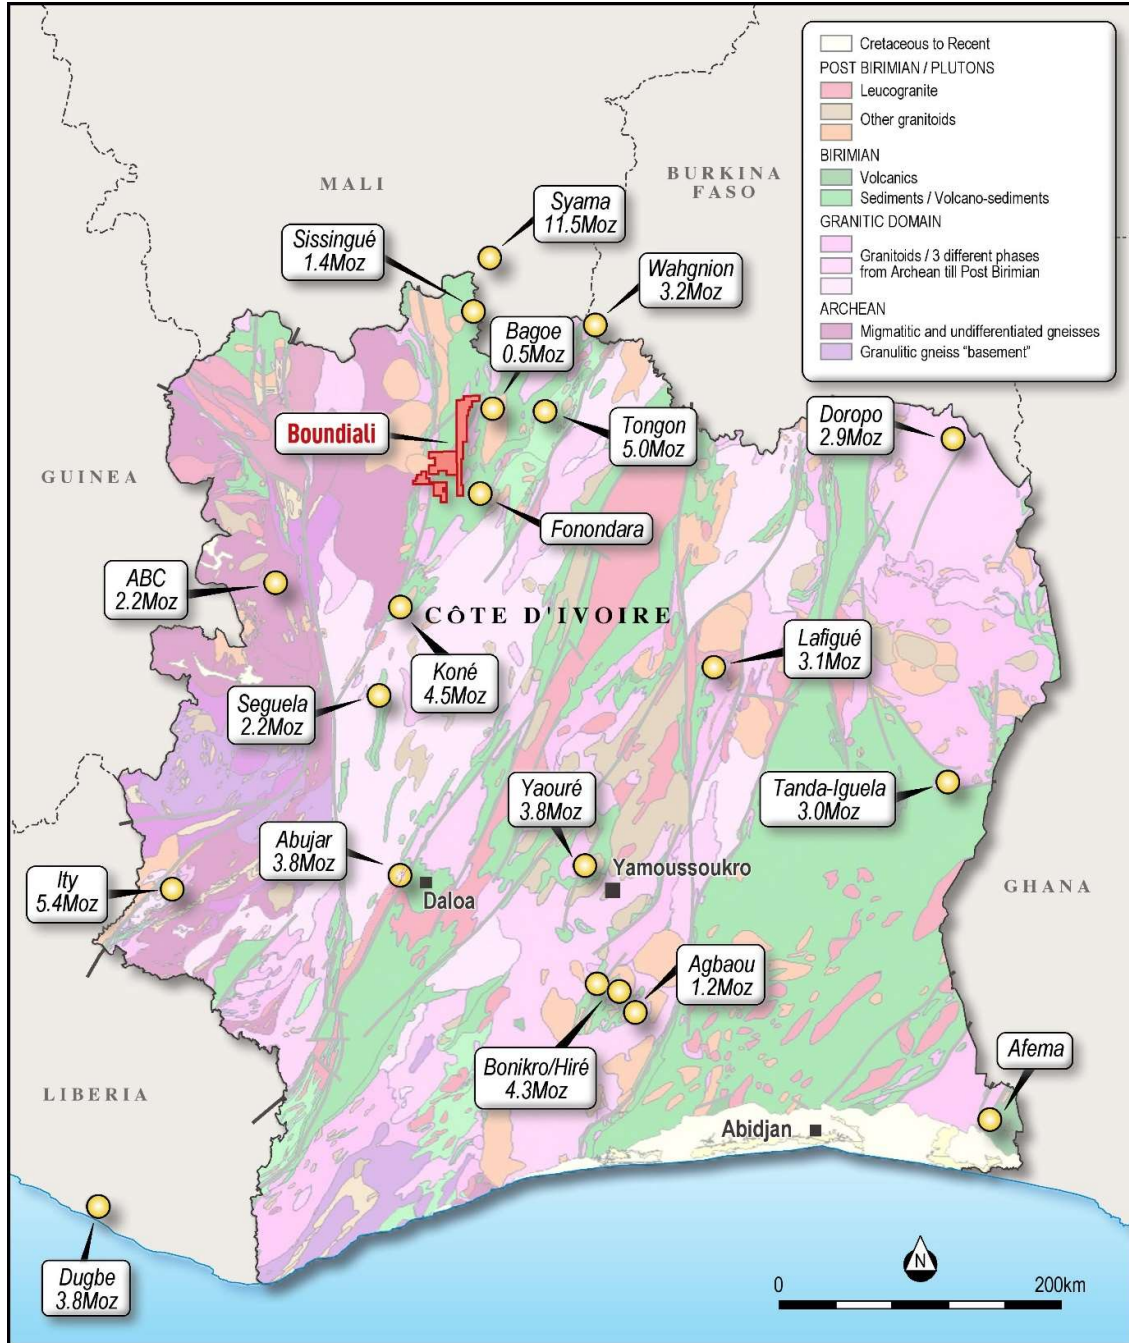 Cretaceous to Recent
POST BIRIMIAN / PLUTONS
Leucogranite
Other granitoids
BIRIMIAN
Volcanics
Sediments / Volcano-sediments
GRANITIC DOMAIN
Granitoids / 3 different phases
from Archean till Post Birimian
ARCHEAN
Migmatitic and undifferentiated gneisses
Granulitic gneiss "basement"
MALI
BURKINA
FASO
Syama
11.5Moz
Sissingué
1.4Moz
Wahgnion
3.2Moz
Bagoe
0.5Moz
Boundiali
Tongon
5.0Moz
Doropo
2.9Moz
GUINEA
Fonondara
ABC
2.2Moz
CÔTE D'IVOIRE
Koné
4.5Moz
Lafigué
3.1Moz
Seguela
2.2Moz
Yaouré
3.8Moz
Tanda-Iguela
3.0Moz
Abujar
3.8Moz
Ity
5.4Moz
Daloa
Yamoussoukro
GHANA
Agbaou
1.2Moz
Bonikro/Hiré
4.3Moz
Afema
LIBERIA
Abidjan
Dugbe
3.8Moz
N
0
200km